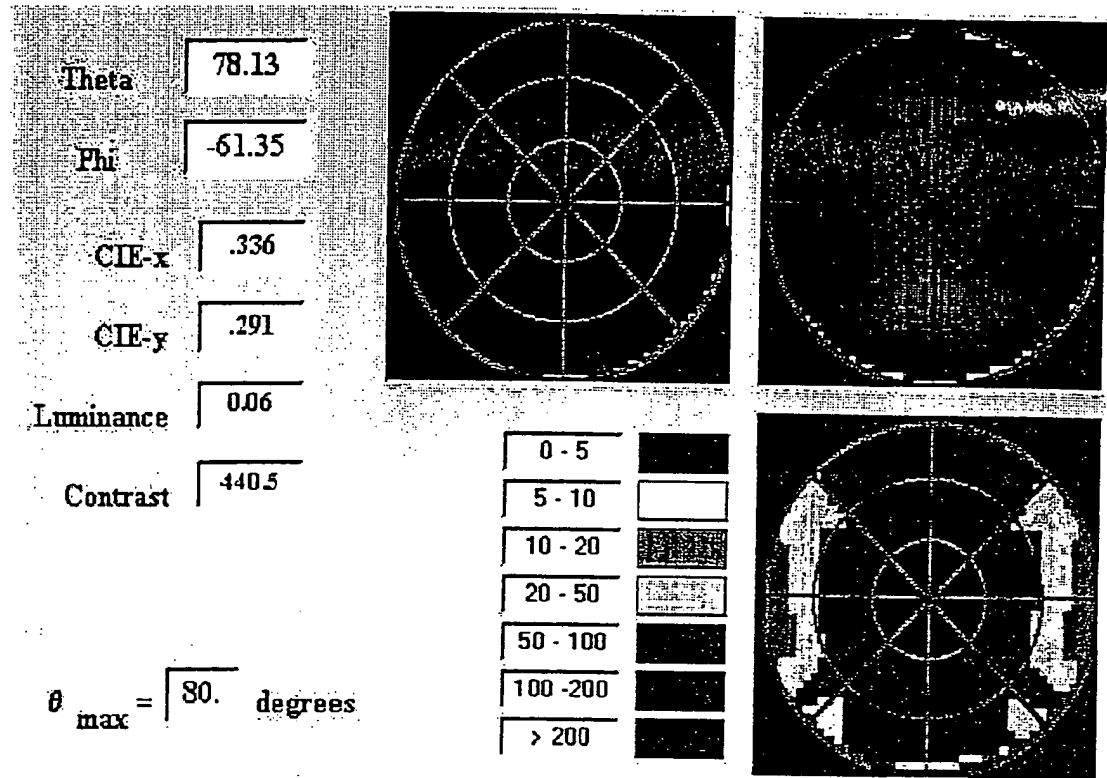 Theta 78.13
Phi -61.35
CIE-x .336
CIE-y .291
Luminance 0.06
Contrast 440.5
0 - 5
5 - 10
10 - 20
20 - 50
50 - 100
100 -200
> 200
θ max = 80. degrees